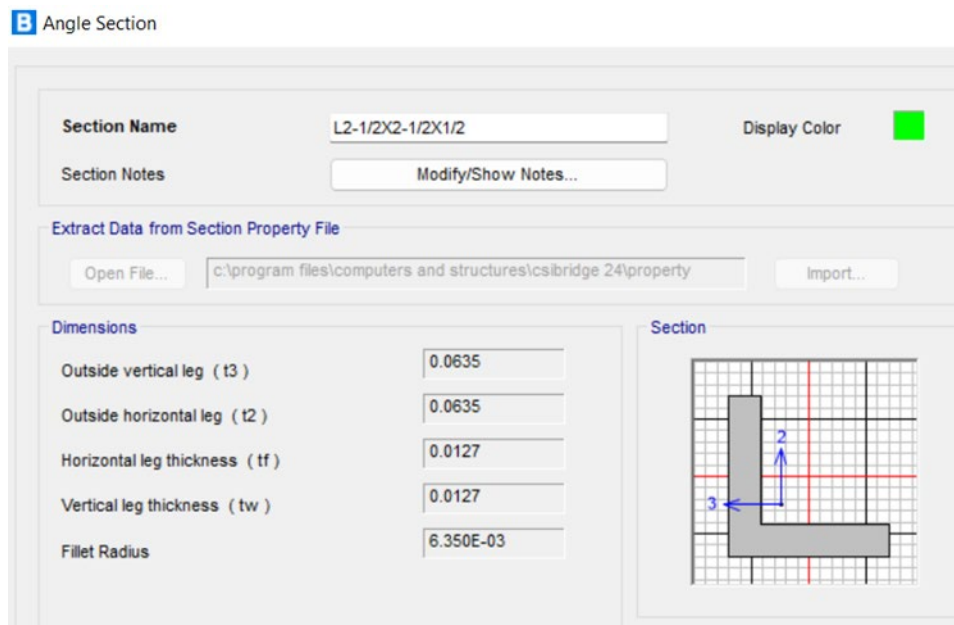 B Angle Section
Section Name L2-1/2X2-1/2X1/2 Display Color
Section Notes Modify/Show Notes...
Extract Data from Section Property File
Open File... c:\program files\computers and structures\csibridge 24\property Import...
Dimensions
Outside vertical leg ( t3 ) 0.0635
Outside horizontal leg ( t2 ) 0.0635
Horizontal leg thickness ( tf ) 0.0127
Vertical leg thickness ( tw ) 0.0127
Fillet Radius 6.350E-03
Section
2
3